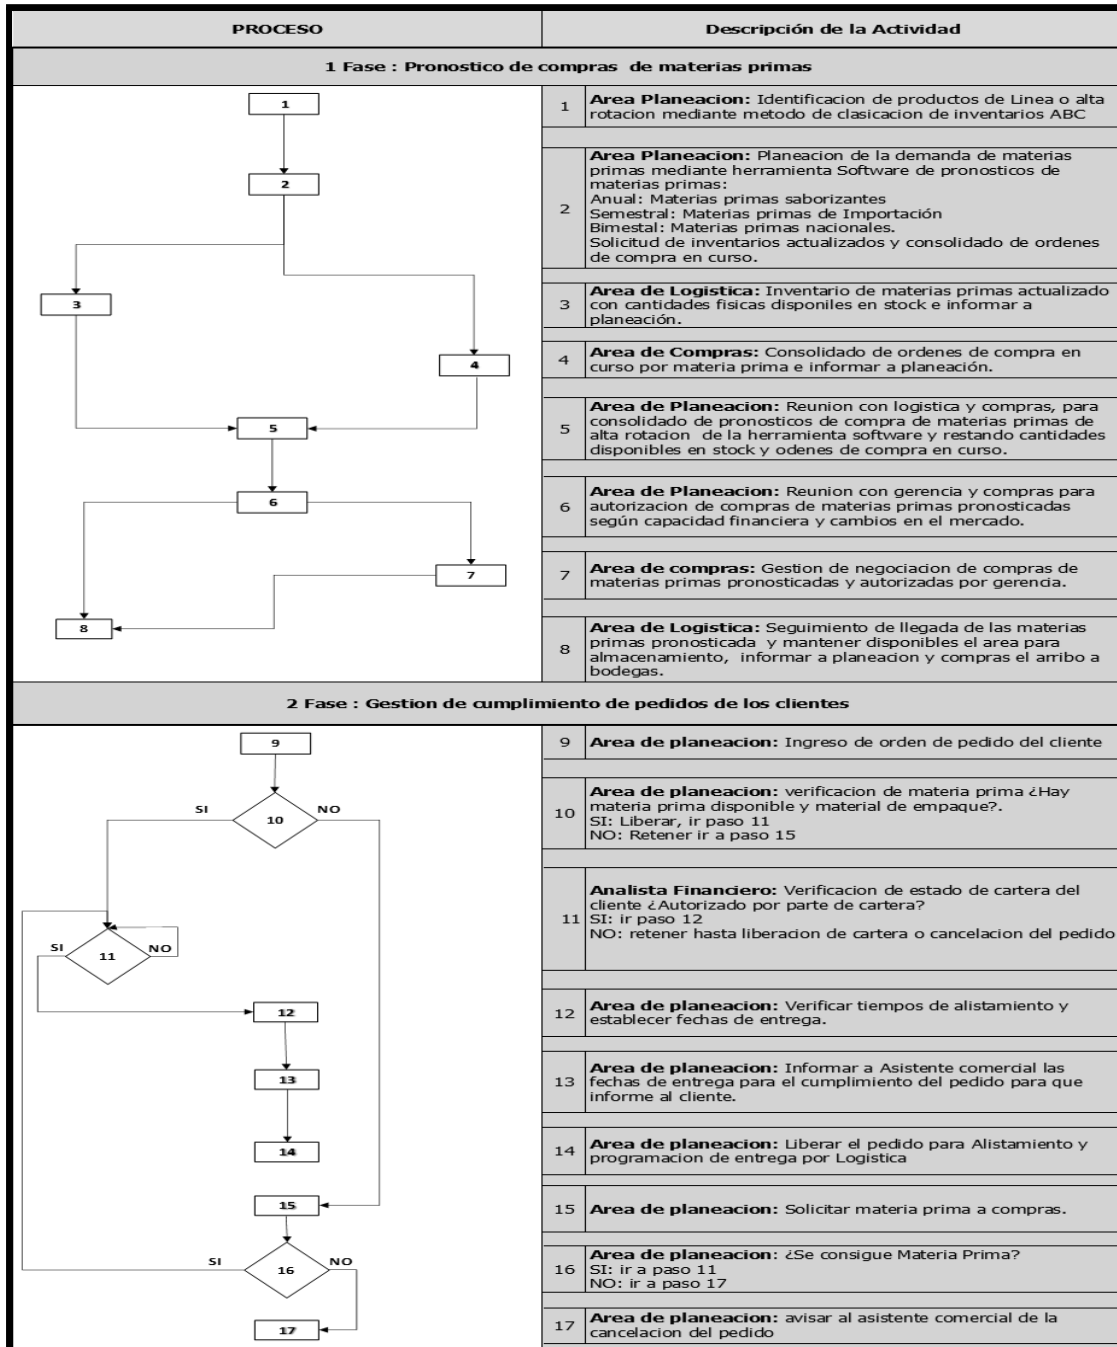 PROCESO
Descripción de la Actividad
1 Fase : Pronostico de compras de materias primas
1
2
3
4
5
6
7
8
1
Area Planeacion: Identificacion de productos de Linea o alta
rotacion mediante metodo de clasicacion de inventarios ABC
2
Area Planeacion: Planeacion de la demanda de materias
primas mediante herramienta Software de pronosticos de
materias primas:
Anual: Materias primas saborizantes
Semestral: Materias primas de Importación
Bimestal: Materias primas nacionales.
Solicitud de inventarios actualizados y consolidado de ordenes
de compra en curso.
3
Area de Logistica: Inventario de materias primas actualizado
con cantidades fisicas disponiles en stock e informar a
planeación.
4
Area de Compras: Consolidado de ordenes de compra en
curso por materia prima e informar a planeación.
5
Area de Planeacion: Reunion con logistica y compras, para
consolidado de pronosticos de compra de materias primas de
alta rotacion de la herramienta software y restando cantidades
disponibles en stock y odenes de compra en curso.
6
Area de Planeacion: Reunion con gerencia y compras para
autorizacion de compras de materias primas pronosticadas
según capacidad financiera y cambios en el mercado.
7
Area de compras: Gestion de negociacion de compras de
materias primas pronosticadas y autorizadas por gerencia.
8
Area de Logistica: Seguimiento de llegada de las materias
primas pronosticada y mantener disponibles el area para
almacenamiento, informar a planeacion y compras el arribo a
bodegas.
2 Fase : Gestion de cumplimiento de pedidos de los clientes
9
SI
NO
10
SI
NO
11
12
13
14
15
SI
NO
16
17
9
Area de planeacion: Ingreso de orden de pedido del cliente
10
Area de planeacion: verificacion de materia prima ¿Hay
materia prima disponible y material de empaque?.
SI: Liberar, ir paso 11
NO: Retener ir a paso 15
11
Analista Financiero: Verificacion de estado de cartera del
cliente ¿Autorizado por parte de cartera?
SI: ir paso 12
NO: retener hasta liberacion de cartera o cancelacion del pedido
12
Area de planeacion: Verificar tiempos de alistamiento y
establecer fechas de entrega.
13
Area de planeacion: Informar a Asistente comercial las
fechas de entrega para el cumplimiento del pedido para que
informe al cliente.
14
Area de planeacion: Liberar el pedido para Alistamiento y
programacion de entrega por Logistica
15
Area de planeacion: Solicitar materia prima a compras.
16
Area de planeacion: ¿Se consigue Materia Prima?
SI: ir a paso 11
NO: ir a paso 17
17
Area de planeacion: avisar al asistente comercial de la
cancelacion del pedido